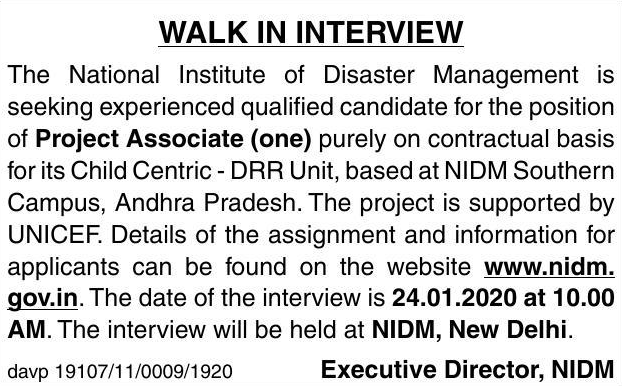 WALK IN INTERVIEW
The National Institute of Disaster Management is
seeking experienced qualified candidate for the position
of Project Associate (one) purely on contractual basis
for its Child Centric - DRR Unit, based at NIDM Southern
Campus, Andhra Pradesh. The project is supported by
UNICEF. Details of the assignment and information for
applicants can be found on the website www.nidm.
gov.in. The date of the interview is 24.01.2020 at 10.00
AM. The interview will be held at NIDM, New Delhi.
davp 19107/11/0009/1920 Executive Director, NIDM